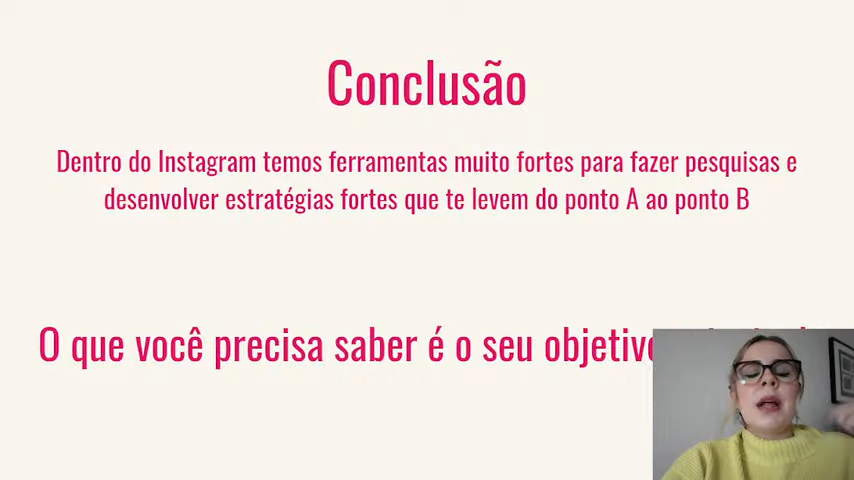 Conclusão
Dentro do Instagram temos ferramentas muito fortes para fazer pesquisas e
desenvolver estratégias fortes que te levem do ponto A ao ponto B
O que você precisa saber é o seu